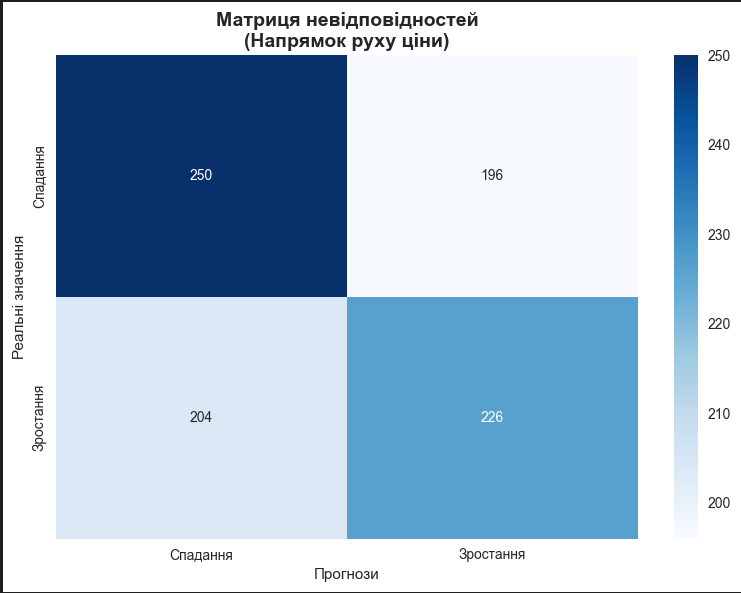 Матриця невідповідностей
(Напрямок руху ціни)
250
196
204
226
Спадання
Зростання
Реальні значення
Спадання
Зростання
Прогнози
250
240
230
220
210
200